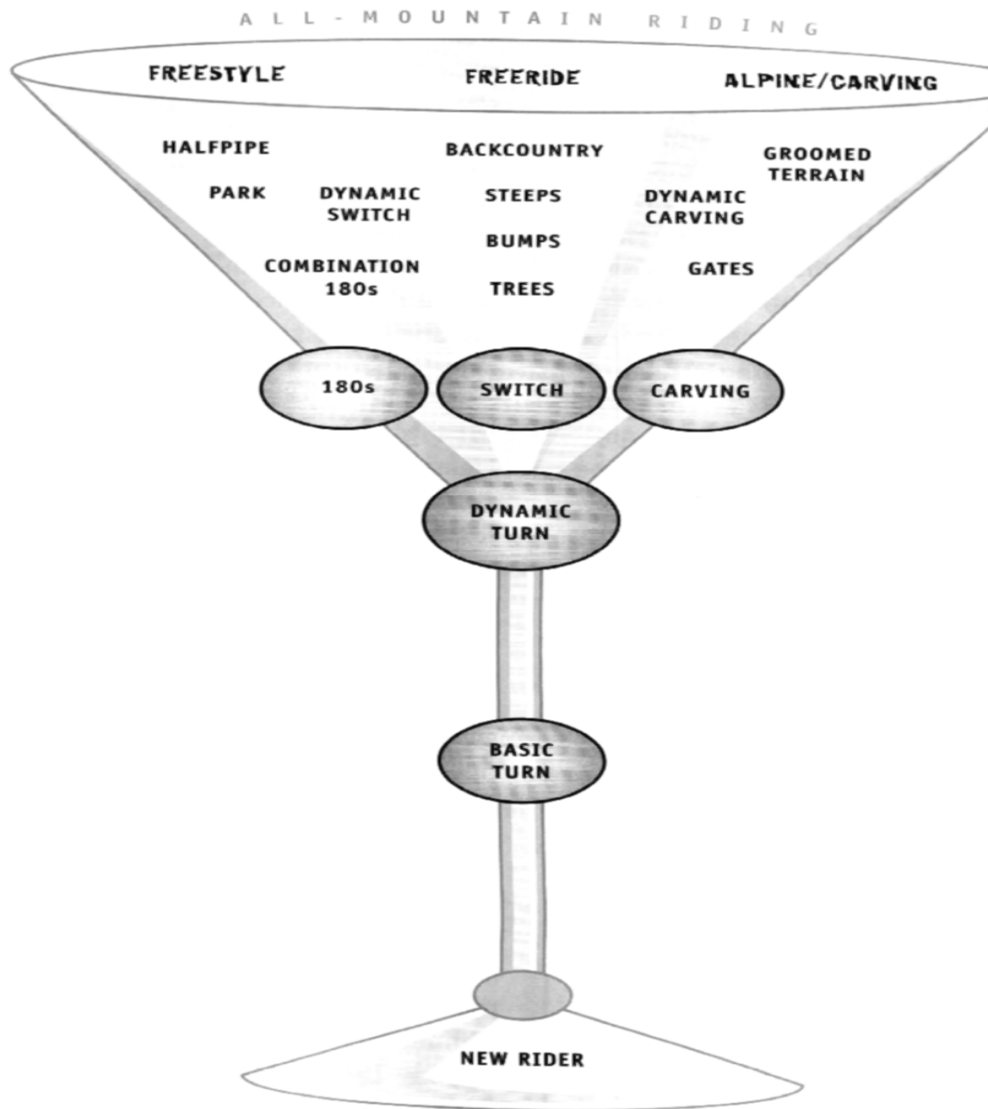 ALL-MOUNTAIN RIDING
FREESTYLE
FREERIDE
ALPINE/CARVING
HALFPIPE
BACKCOUNTRY
GROOMED
TERRAIN
PARK
DYNAMIC
SWITCH
STEEPS
DYNAMIC
CARVING
BUMPS
COMBINATION
180s
TREES
GATES
180s
SWITCH
CARVING
DYNAMIC
TURN
BASIC
TURN
NEW RIDER